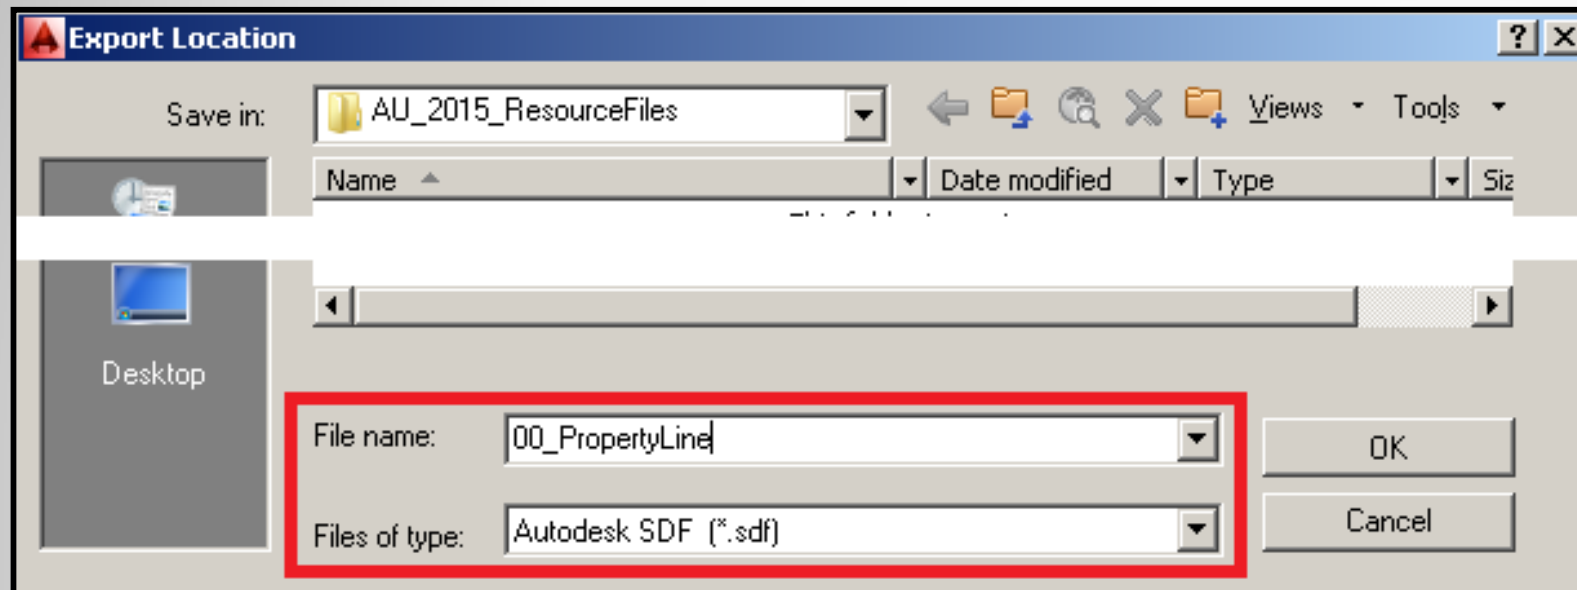 Export Location
Save in: AU_2015_ResourceFiles Views Tools
Name Date modified Type Siz
Desktop
File name: 00_PropertyLine OK
Files of type: Autodesk SDF (*.sdf) Cancel